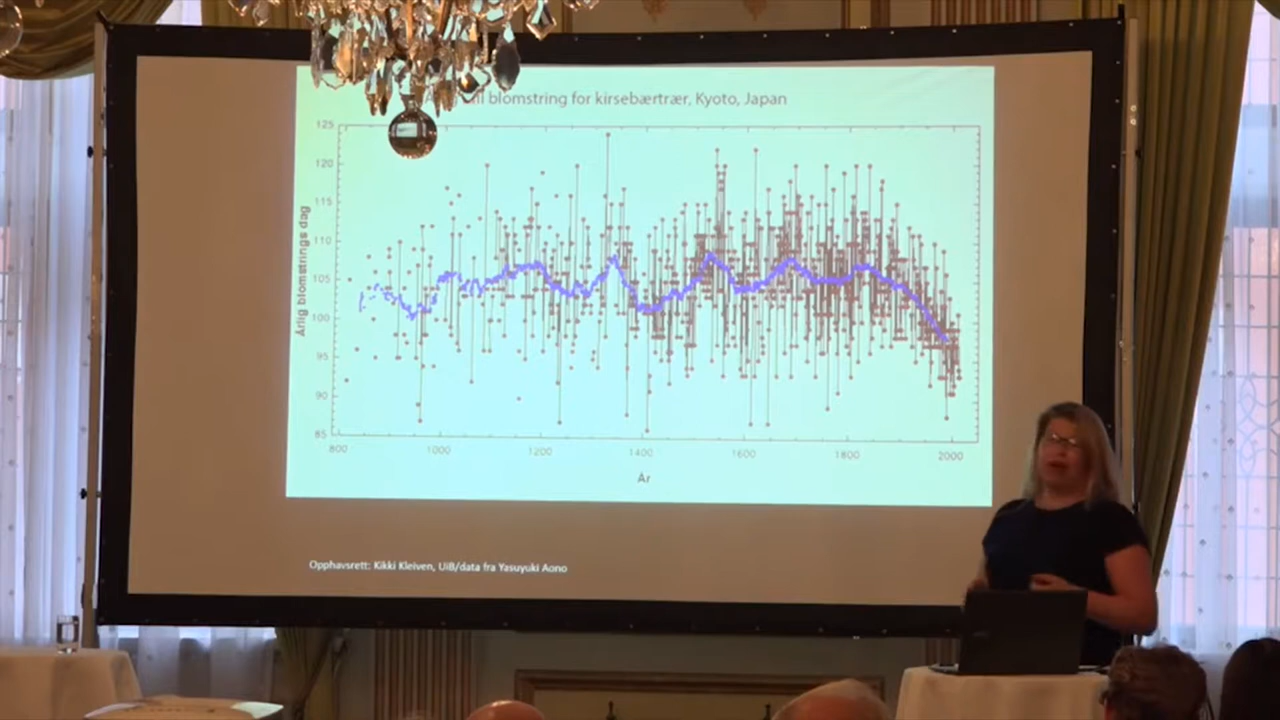 blomstring for kirsebærtrær, Kyoto, Japan
125
120
115
110
105
100
95
90
85
Årlig blomstrings dag
800 1000 1200 1400 1600 1800 2000
År
Opphavsrett: Kikki Kleiven, UiB/data fra Yasuyuki Aono